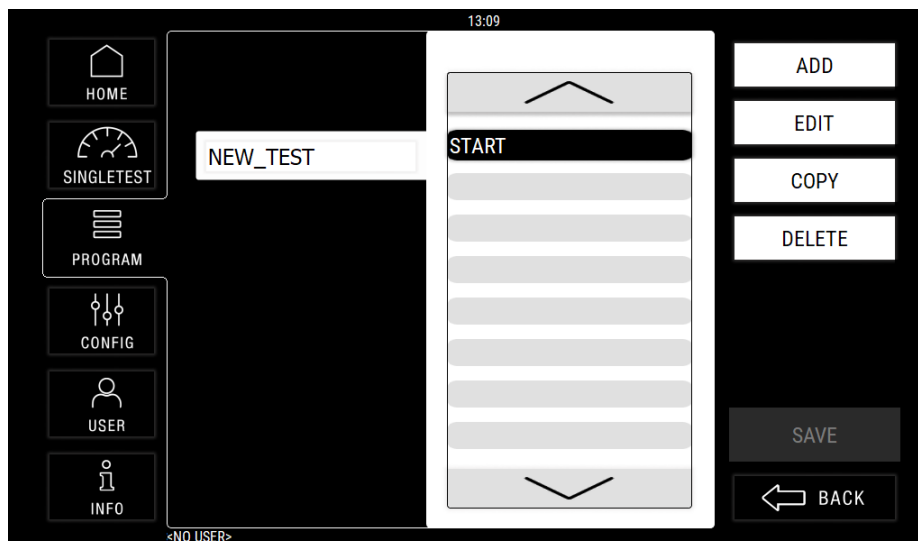 13:09
HOME
SINGLETEST
PROGRAM
CONFIG
USER
INFO
NEW_TEST
START
ADD
EDIT
COPY
DELETE
SAVE
BACK
<NO USER>